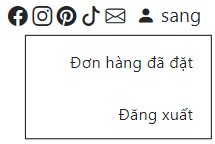 sang
Đơn hàng đã đặt
Đăng xuất